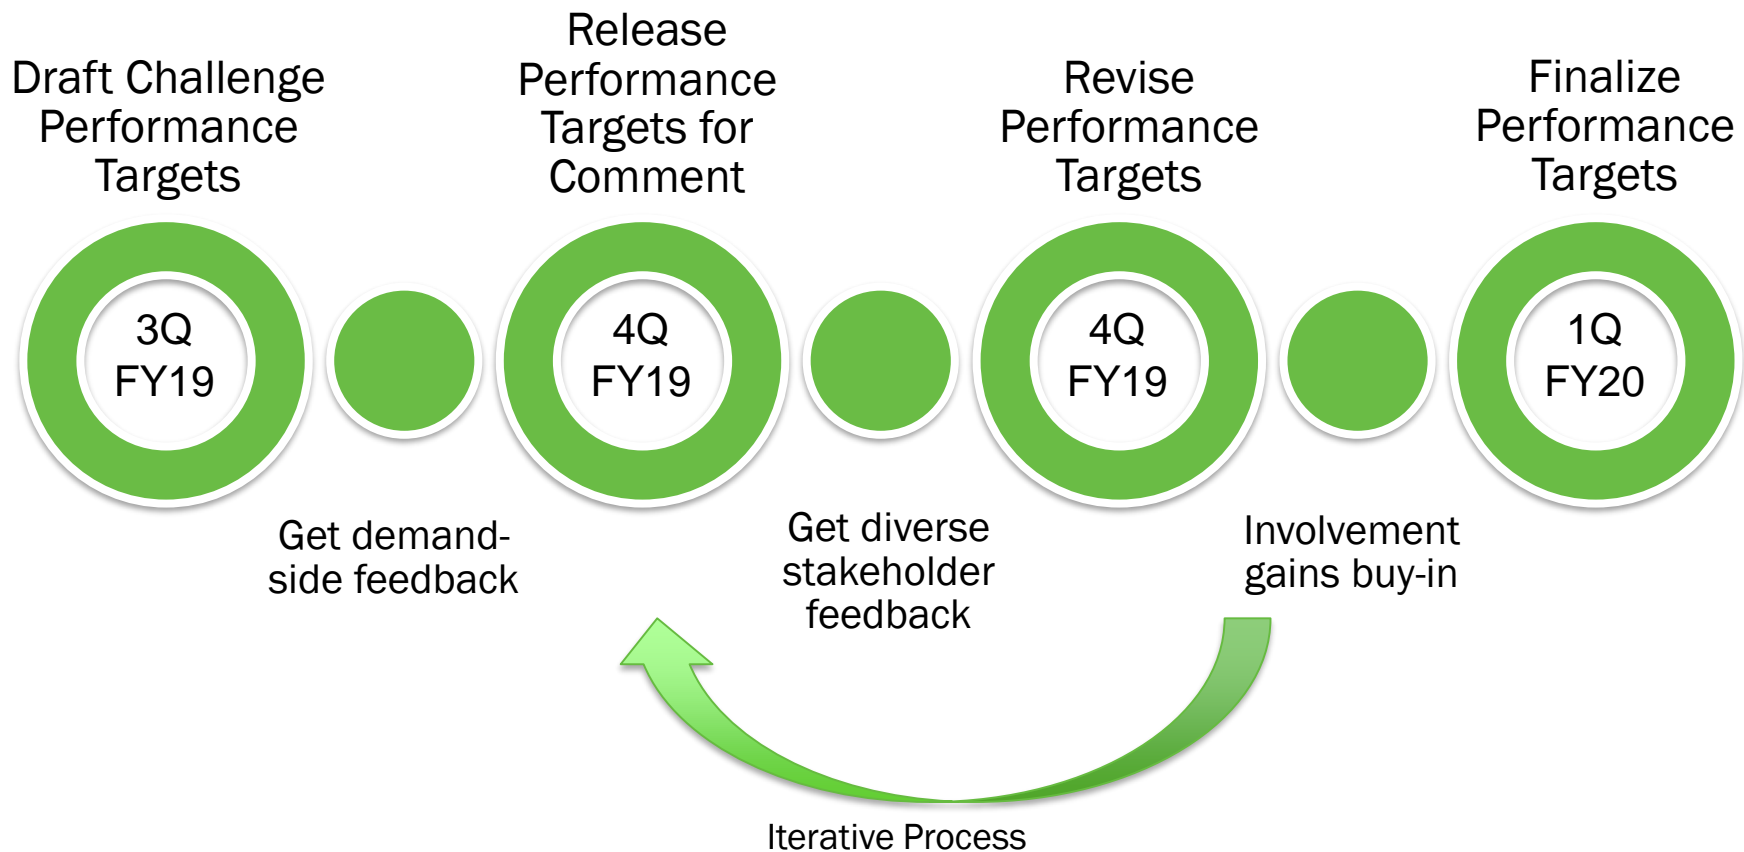 Draft Challenge
Performance
Targets
Release
Performance
Targets for
Comment
Revise
Performance
Targets
Finalize
Performance
Targets
3Q
FY19
4Q
FY19
4Q
FY19
1Q
FY20
Get demand-
side feedback
Get diverse
stakeholder
feedback
Involvement
gains buy-in
Iterative Process